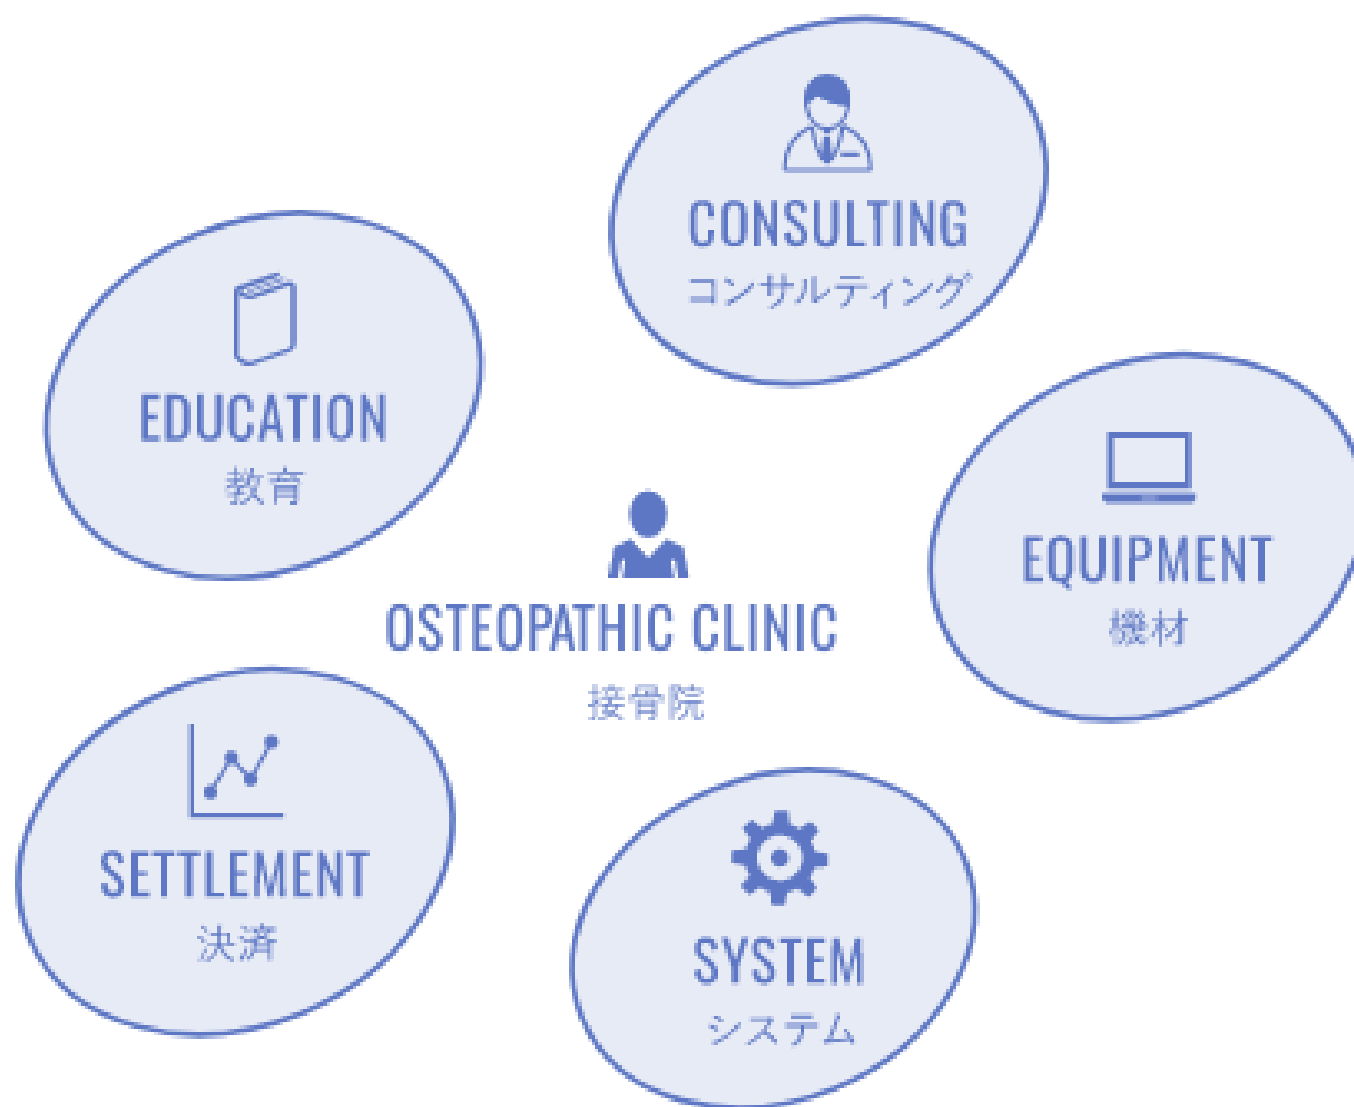 CONSULTING
コンサルティング
EDUCATION
教育
EQUIPMENT
機材
OSTEOPATHIC CLINIC
接骨院
SETTLEMENT
決済
SYSTEM
システム